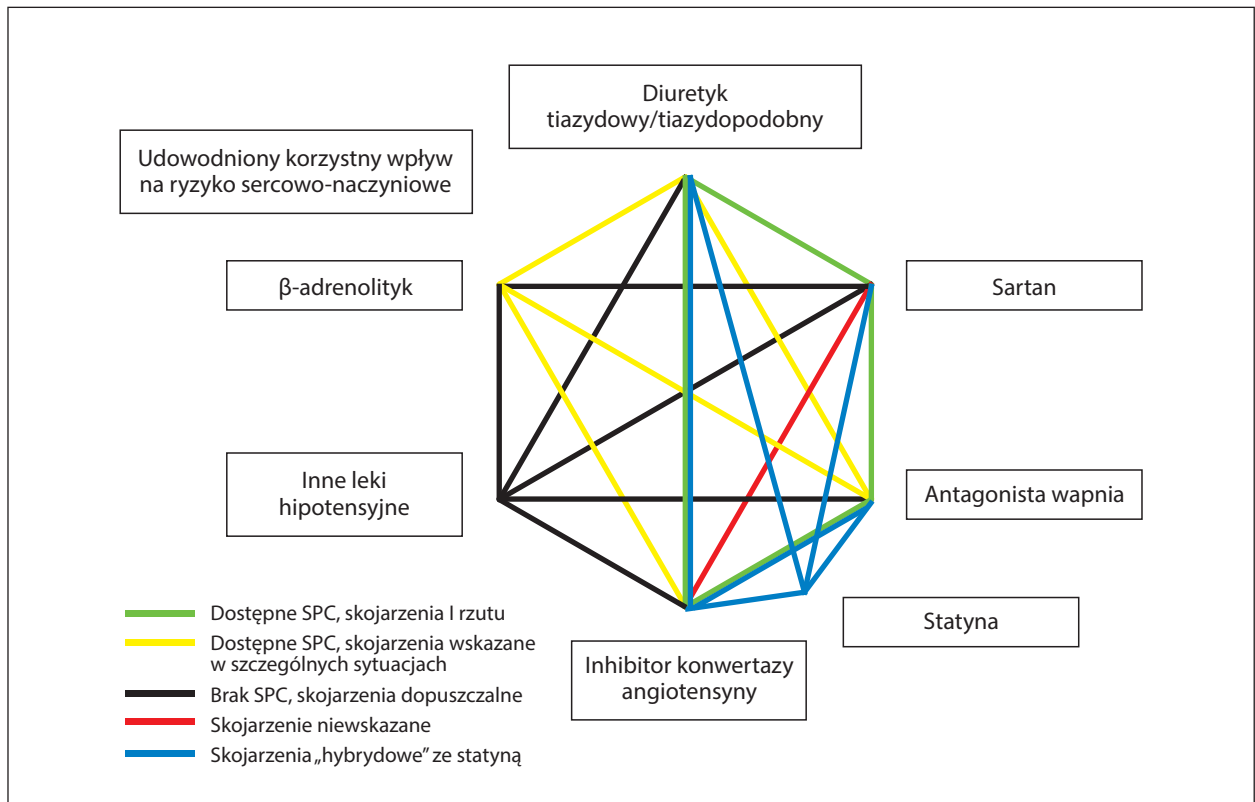 Diuretyk
tiazydowy/tiazydopodobny
Udowodniony korzystny wpływ
na ryzyko sercowo-naczyniowe
β-adrenolityk
Sartan
Inne leki
hipotensyjne
Antagonista wapnia
Statyna
Inhibitor konwertazy
angiotensyny
Dostępne SPC, skojarzenia I rzutu
Dostępne SPC, skojarzenia wskazane
w szczególnych sytuacjach
Brak SPC, skojarzenia dopuszczalne
Skojarzenie niewskazane
Skojarzenia „hybrydowe” ze statyną